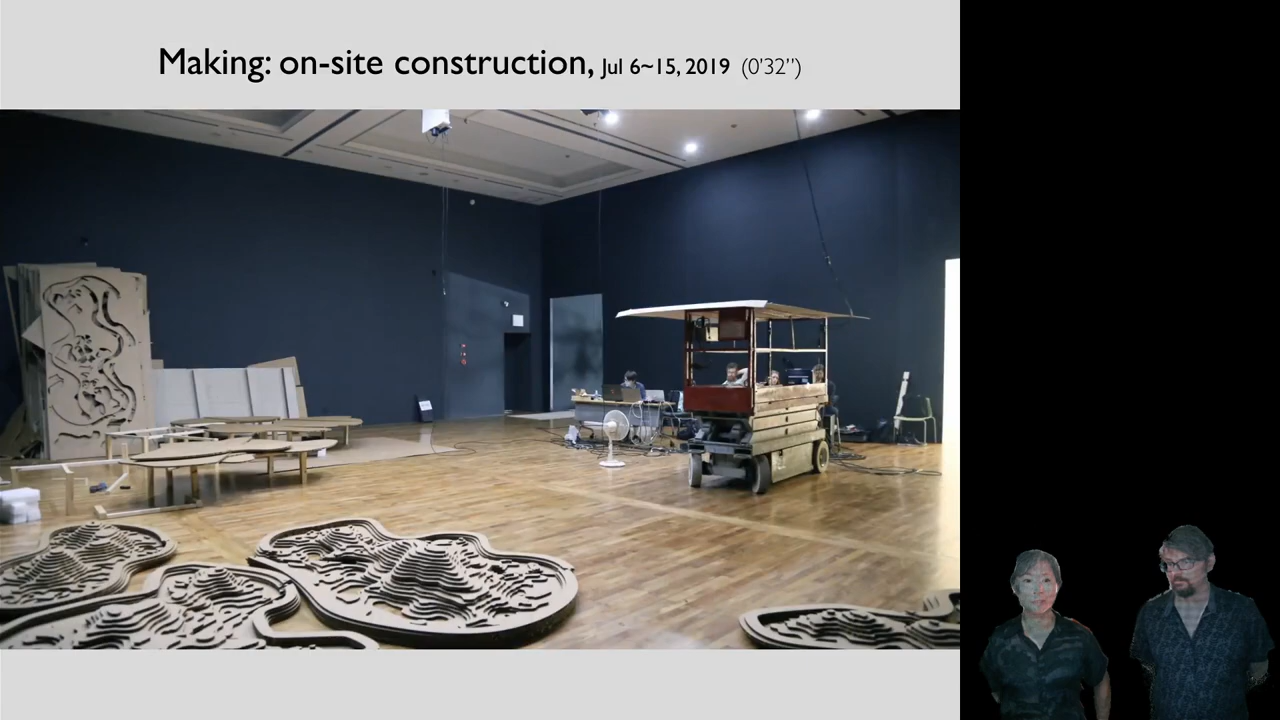 Making: on-site construction, Jul 6~15, 2019 (0'32”)